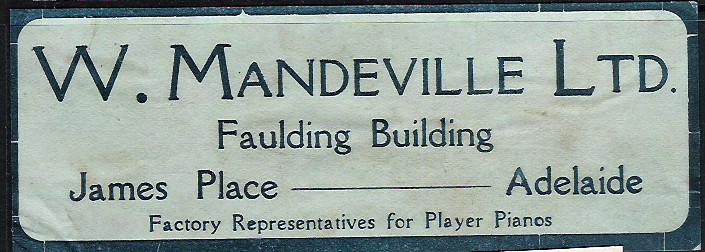 W. MANDEVILLE LTD.
Faulding Building
James Place ——— Adelaide
Factory Representatives for Player Pianos